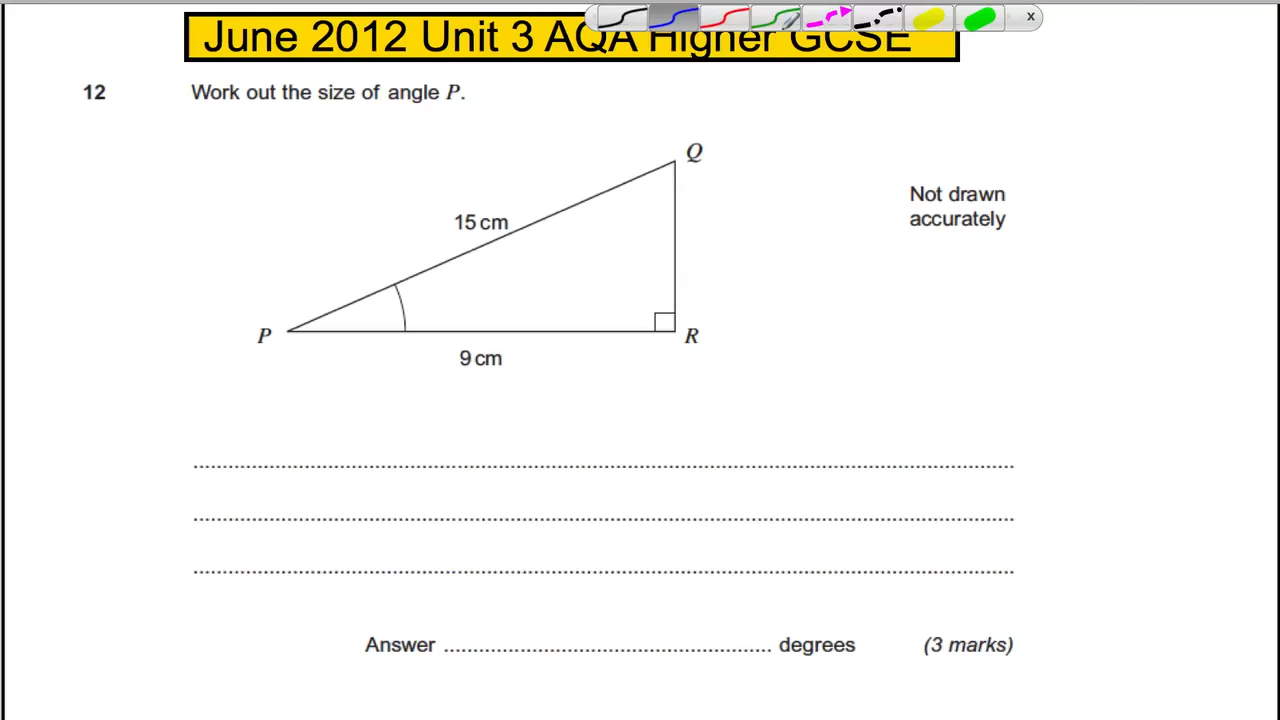 June 2012 Unit 3 AQA Higher GCSE
x
12 Work out the size of angle P.
Q
Not drawn
accurately
15 cm
P
R
9 cm
Answer ........................................................ degrees (3 marks)